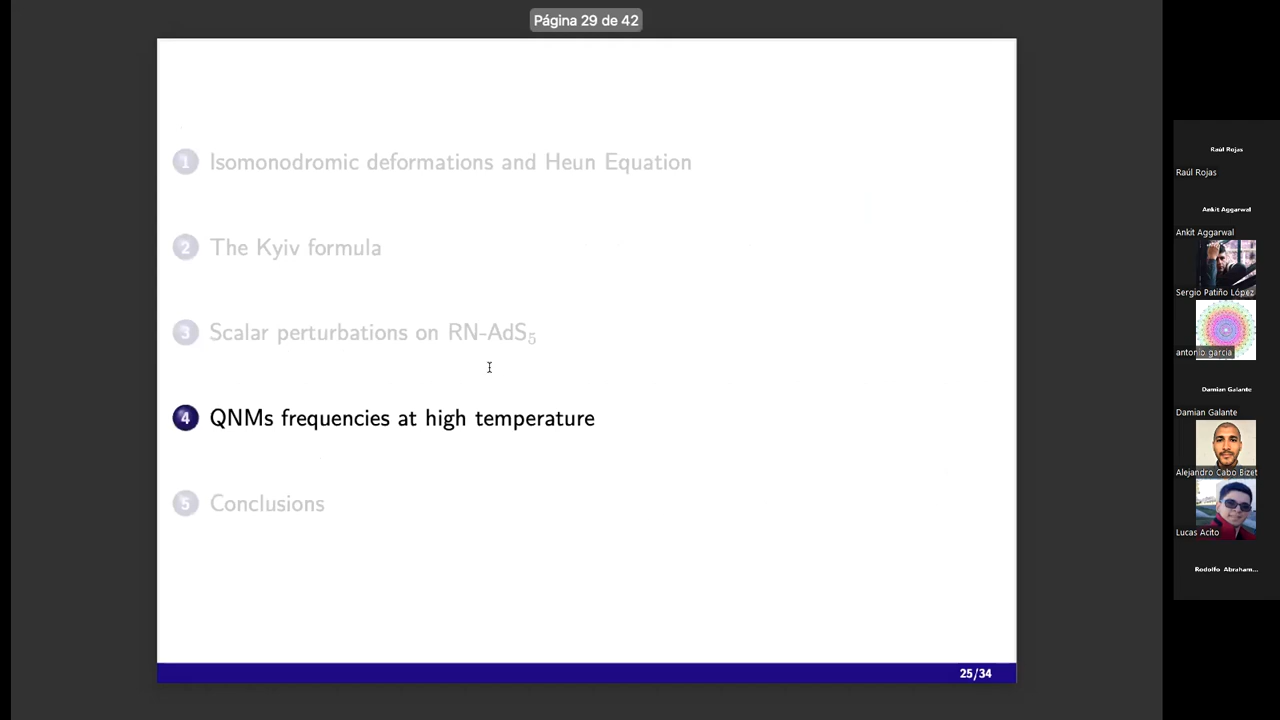 Página 29 de 42
1 Isomonodromic deformations and Heun Equation
2 The Kyiv formula
3 Scalar perturbations on RN-AdS₅
4 QNMs frequencies at high temperature
5 Conclusions
25/34
Raúl Rojas
Raúl Rojas
Ankit Aggarwal
Ankit Aggarwal
Sergio Patiño López
antonio garcia
Damian Galante
Damian Galante
Alejandro Cabo Bizet
Lucas Acito
Rodolfo Abraham...